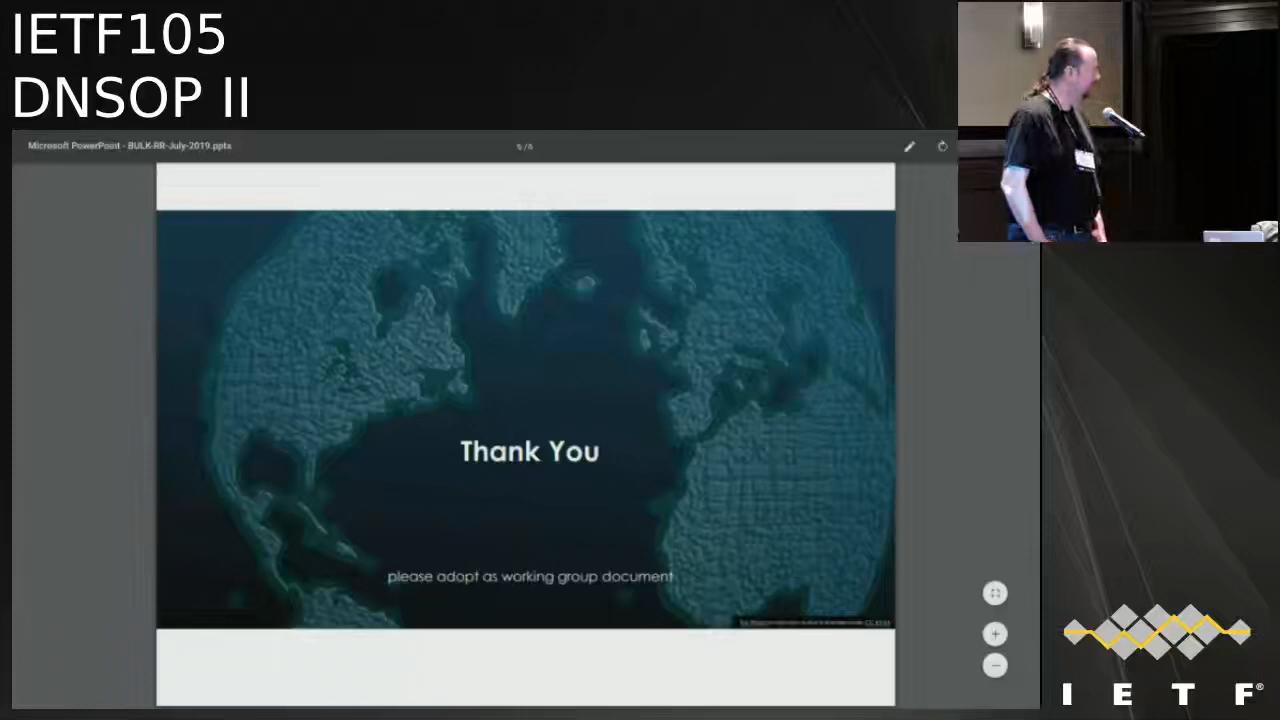 IETF105
DNSOP II
Microsoft PowerPoint - BULK-RR-July-2019.pptx
Thank You
please adopt as working group document
I E T F®